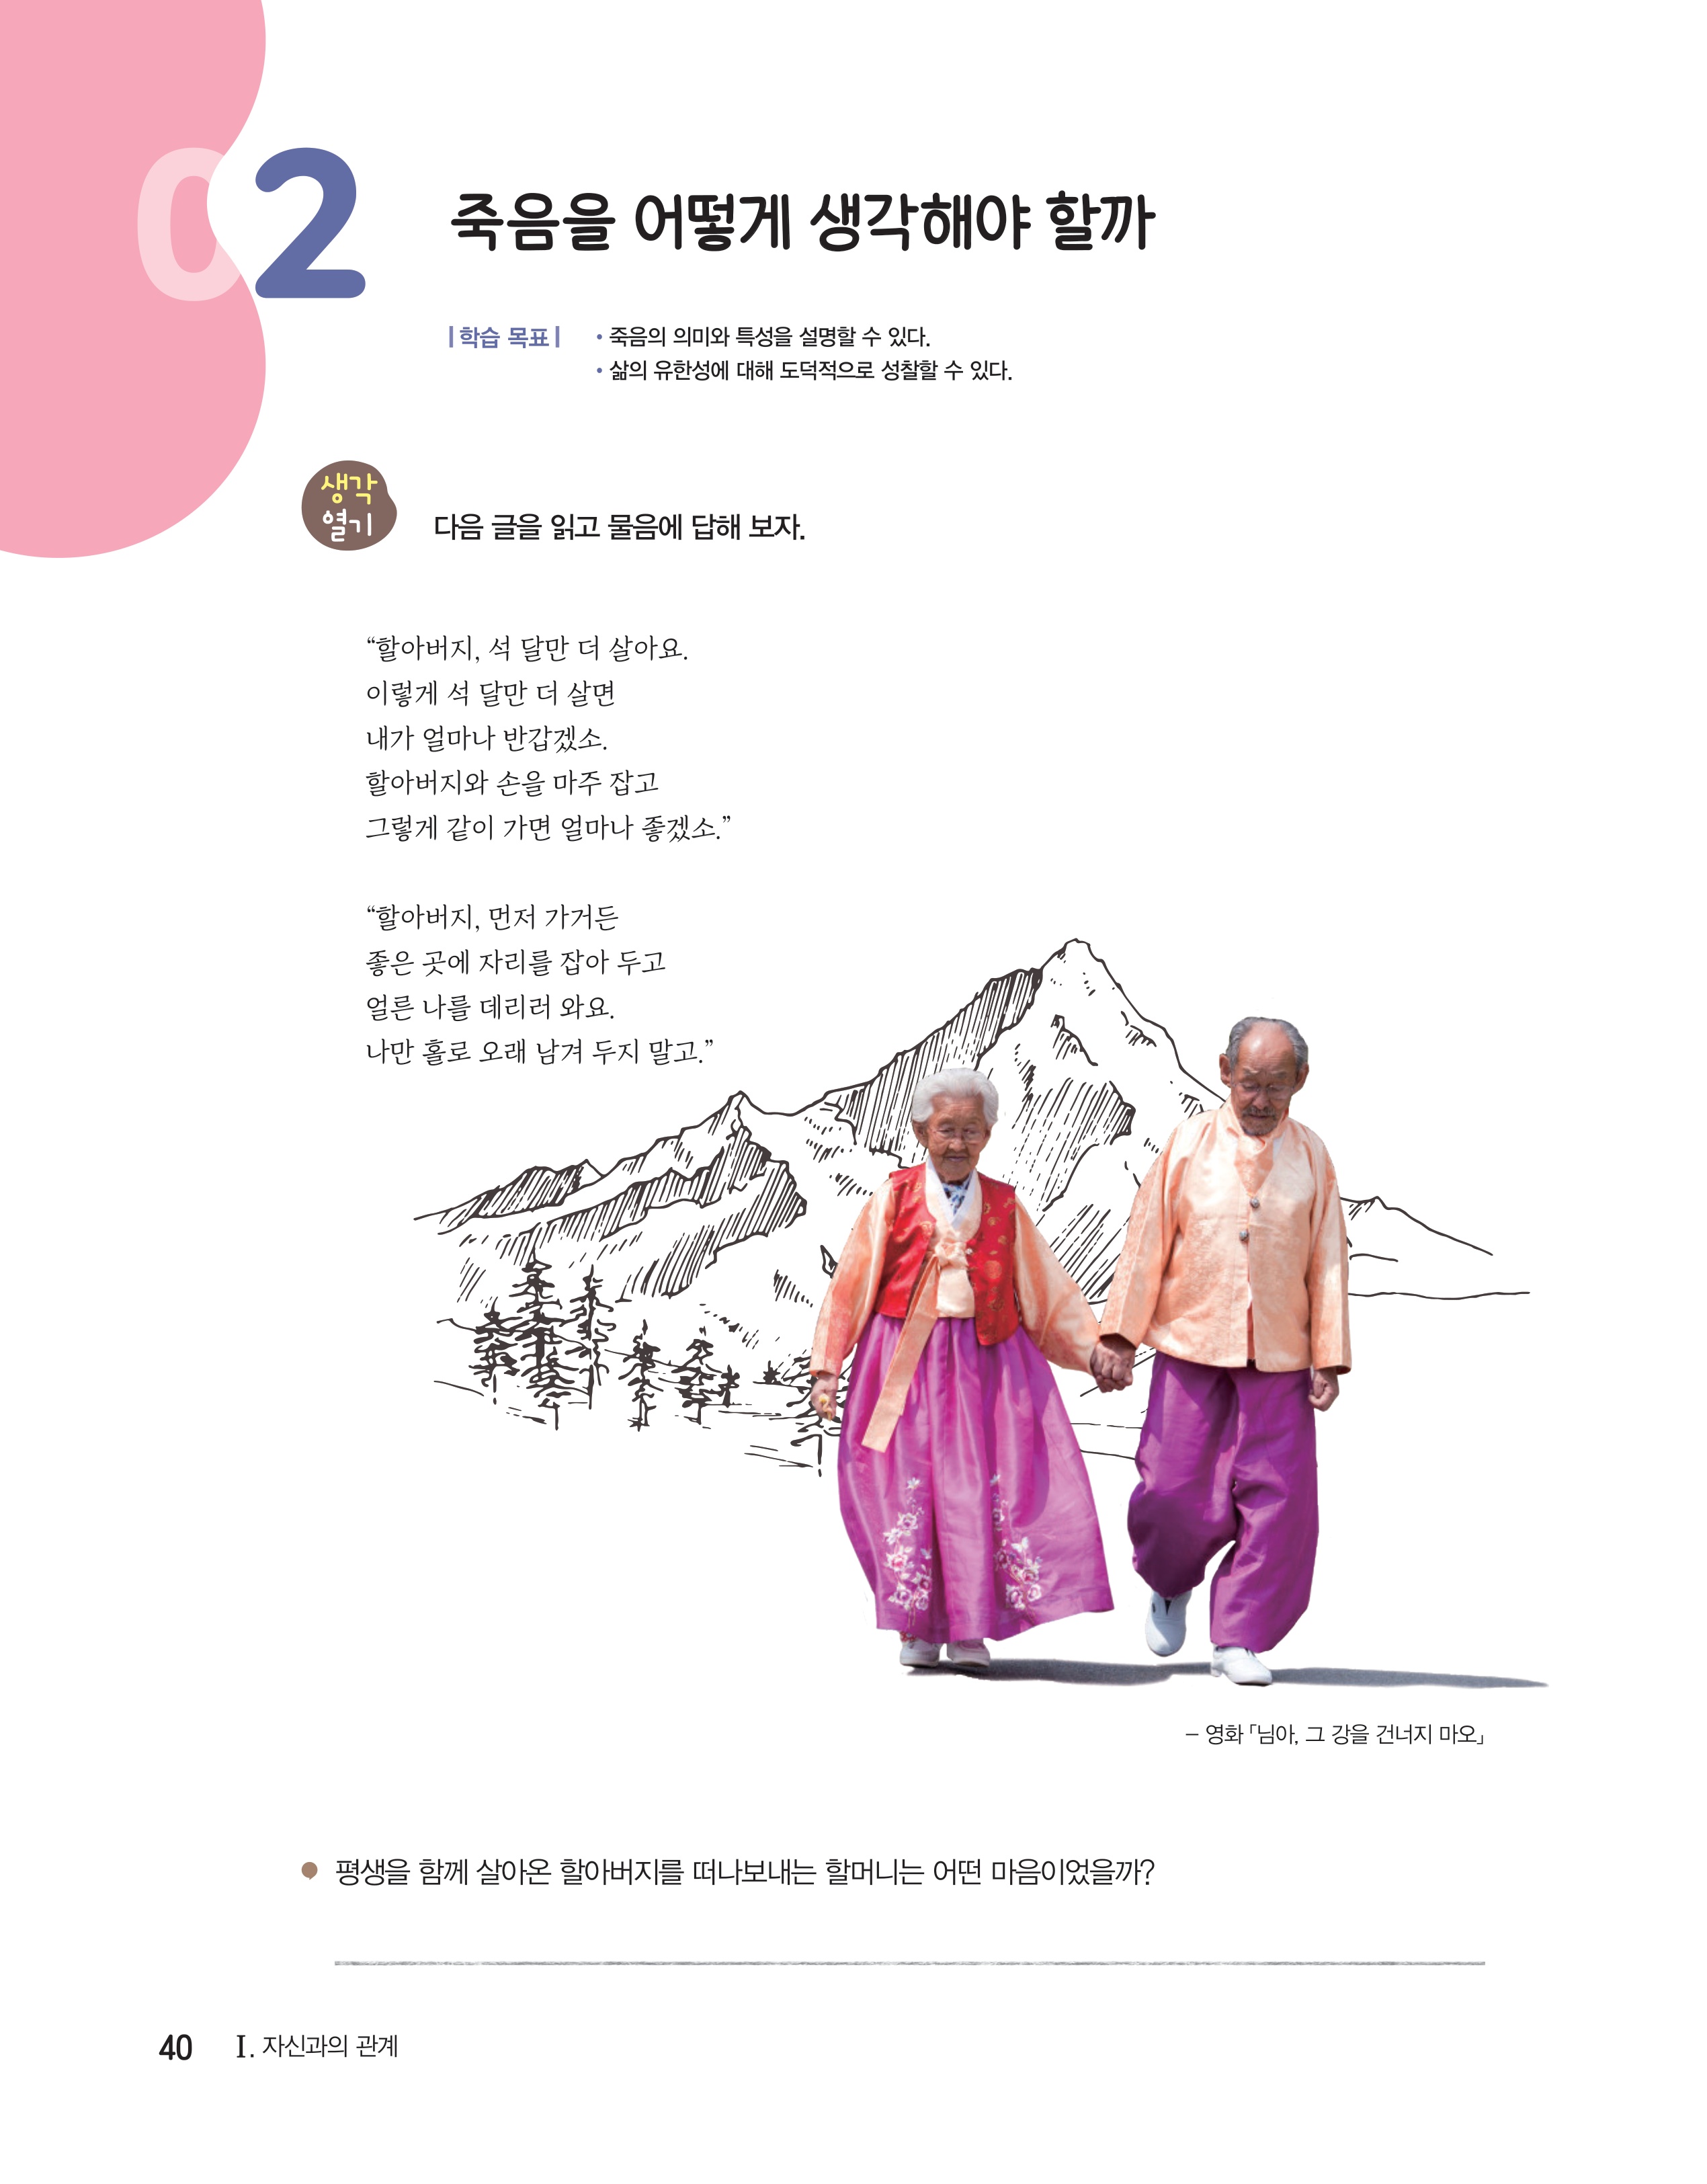 02
죽음을 어떻게 생각해야 할까
| 학습 목표 | • 죽음의 의미와 특성을 설명할 수 있다.
• 삶의 유한성에 대해 도덕적으로 성찰할 수 있다.
생각
열기
다음 글을 읽고 물음에 답해 보자.
“할아버지, 석 달만 더 살아요.
이렇게 석 달만 더 살면
내가 얼마나 반갑겠소.
할아버지와 손을 마주 잡고
그렇게 같이 가면 얼마나 좋겠소.”
“할아버지, 먼저 가거든
좋은 곳에 자리를 잡아 두고
얼른 나를 데리러 와요.
나만 홀로 오래 남겨 두지 말고.”
– 영화 「님아, 그 강을 건너지 마오」
평생을 함께 살아온 할아버지를 떠나보내는 할머니는 어떤 마음이었을까?
40 Ⅰ. 자신과의 관계